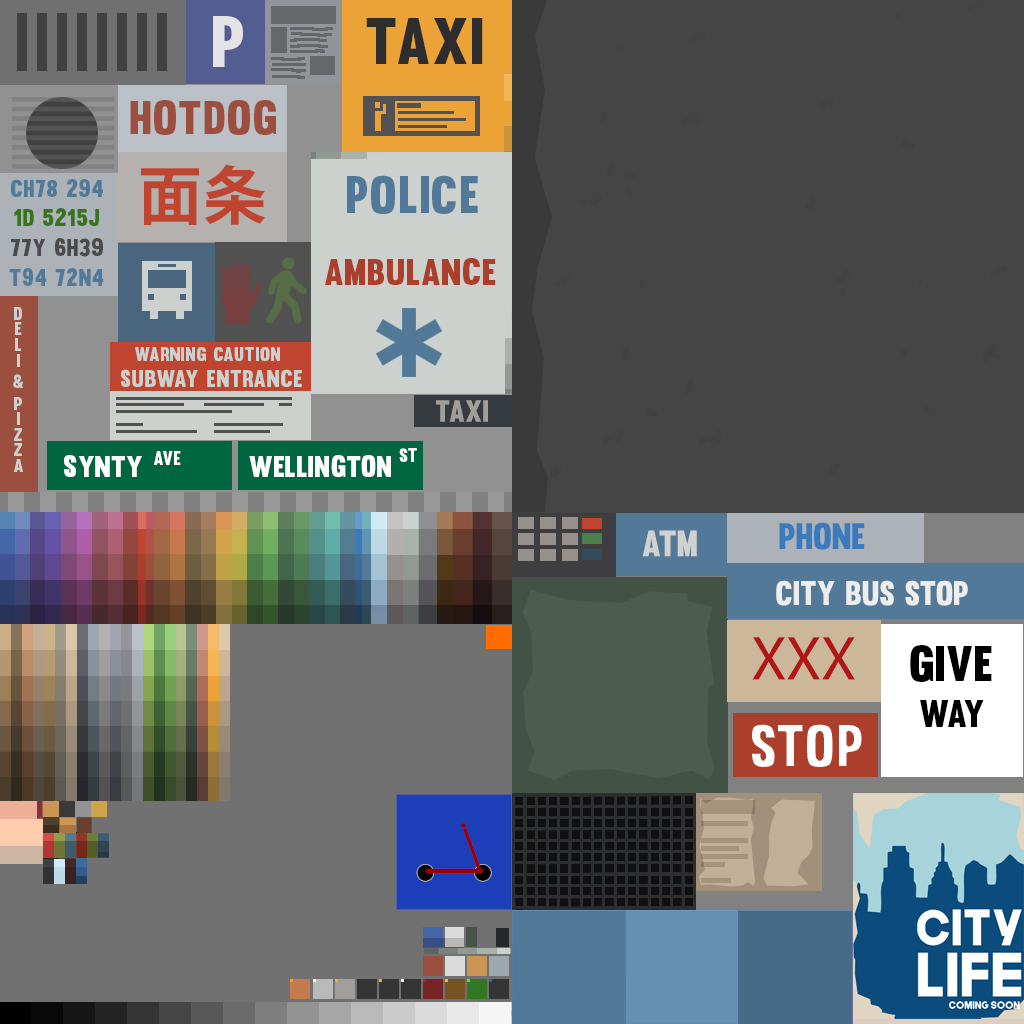 P
TAXI
HOTDOG
面条
POLICE
CH78 294
1D 5215J
77Y 6H39
T94 72N4
AMBULANCE
DELI & PIZZA
WARNING CAUTION
SUBWAY ENTRANCE
TAXI
SYNTY AVE
WELLINGTON ST
ATM
PHONE
CITY BUS STOP
XXX
GIVE
WAY
STOP
CITY
LIFE
COMING SOON